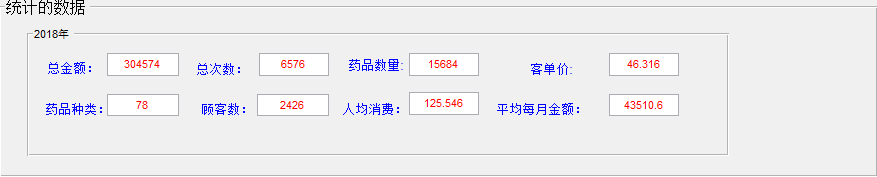 统计的数据
2018年
总金额： 304574 总次数： 6576 药品数量: 15684 客单价: 46.316
药品种类： 78 顾客数： 2426 人均消费： 125.546 平均每月金额： 43510.6